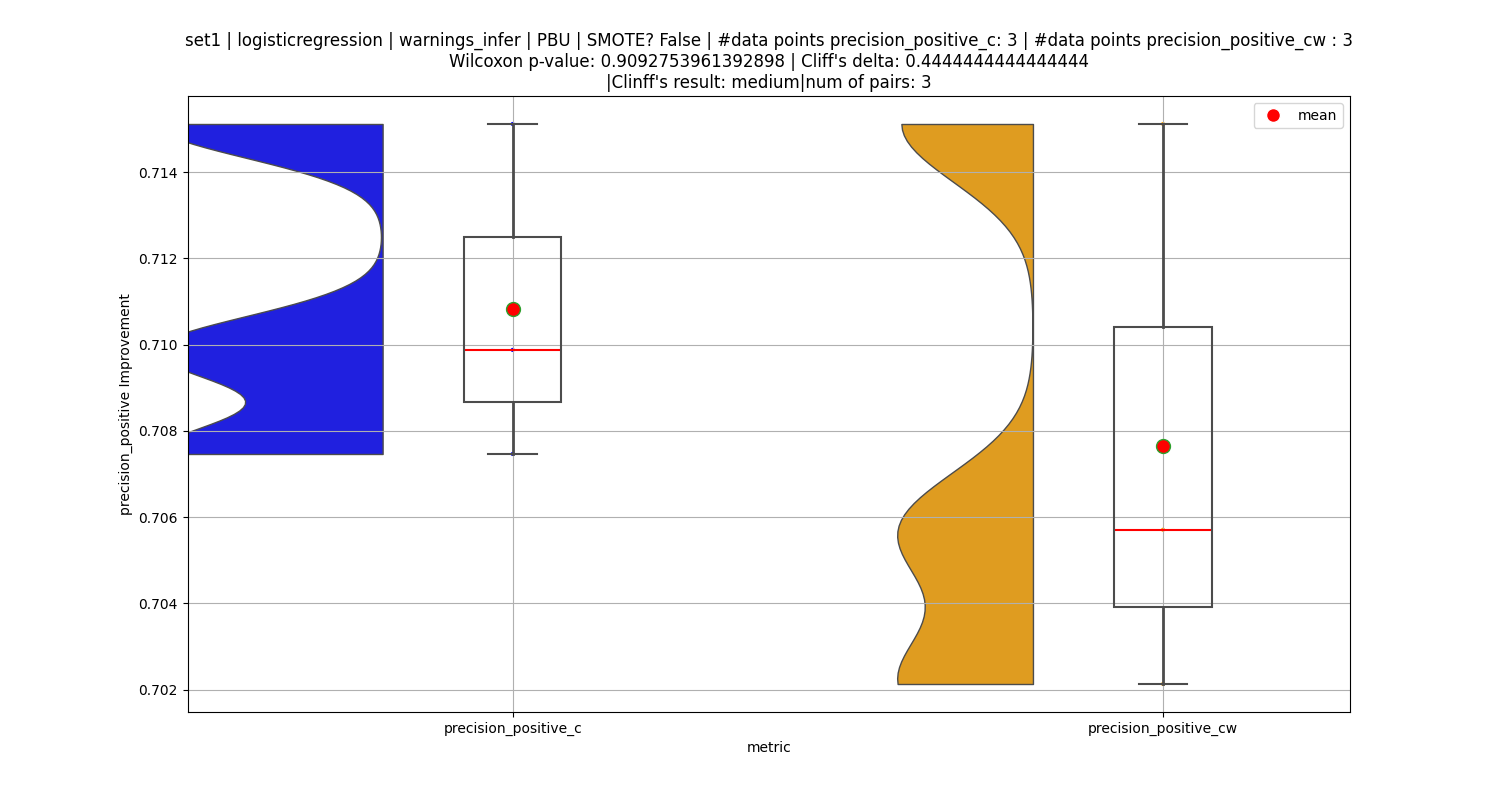 set1 | logisticregression | warnings_infer | PBU | SMOTE? False | #data points precision_positive_c: 3 | #data points precision_positive_cw : 3
Wilcoxon p-value: 0.9092753961392898 | Cliff's delta: 0.4444444444444444
|Clinff's result: medium|num of pairs: 3
mean
0.714
0.712
0.710
0.708
0.706
0.704
0.702
precision_positive Improvement
precision_positive_c
precision_positive_cw
metric